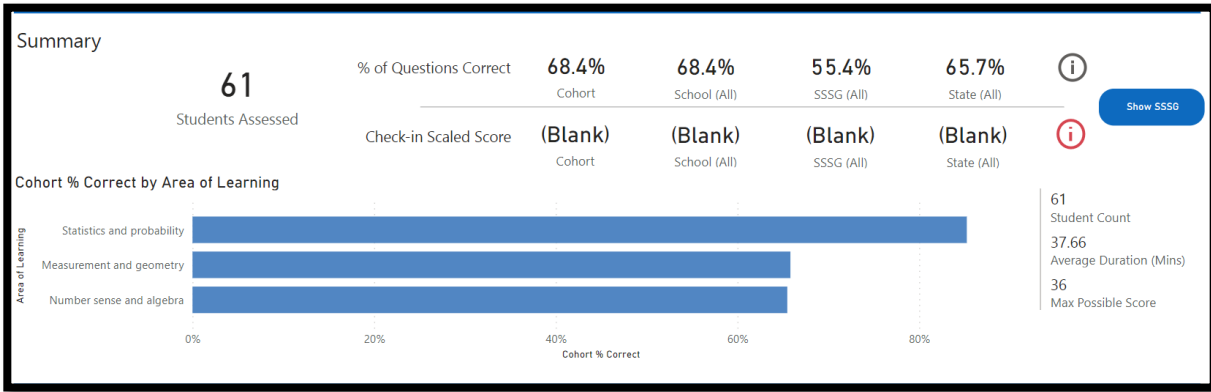 Summary
61
Students Assessed
% of Questions Correct
68.4%
Cohort
68.4%
School (All)
55.4%
SSSG (All)
65.7%
State (All)
i
Show SSSG
Check-in Scaled Score
(Blank)
Cohort
(Blank)
School (All)
(Blank)
SSSG (All)
(Blank)
State (All)
i
Cohort % Correct by Area of Learning
Area of Learning
Statistics and probability
Measurement and geometry
Number sense and algebra
0%
20%
40%
60%
80%
Cohort % Correct
61
Student Count
37.66
Average Duration (Mins)
36
Max Possible Score